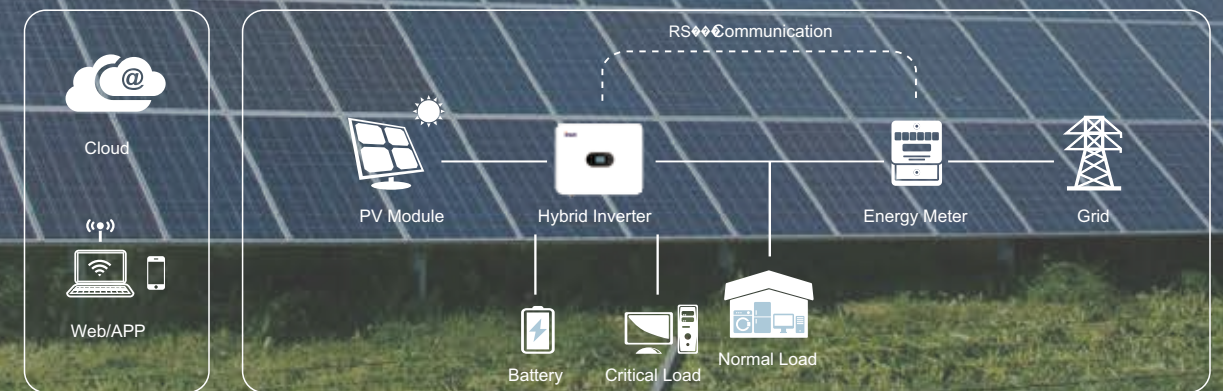 Cloud
Web/APP
RS���Communication
PV Module
Hybrid Inverter
Energy Meter
Grid
Battery
Critical Load
Normal Load